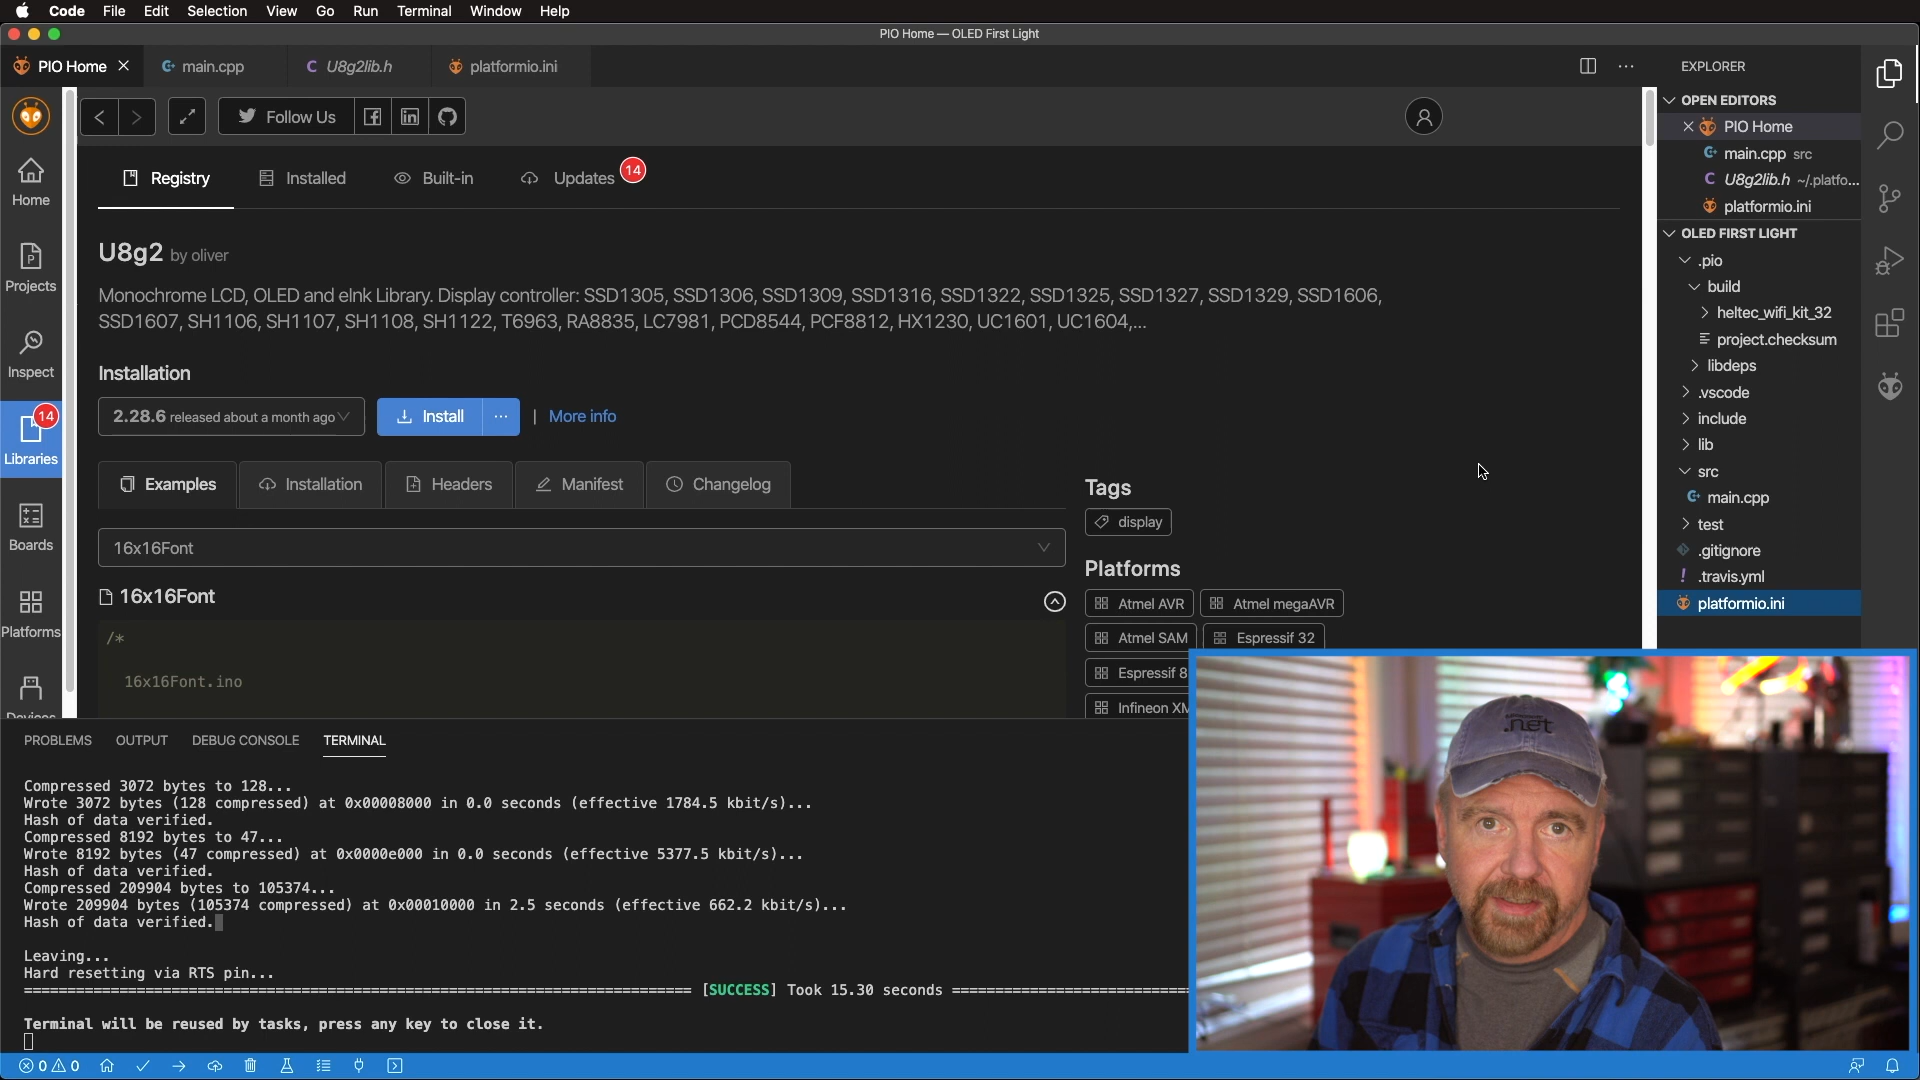 Code File Edit Selection View Go Run Terminal Window Help
PIO Home — OLED First Light
PIO Home main.cpp U8g2lib.h platformio.ini
EXPLORER
Follow Us
Registry Installed Built-in Updates 14
U8g2 by oliver
Monochrome LCD, OLED and eInk Library. Display controller: SSD1305, SSD1306, SSD1309, SSD1316, SSD1322, SSD1325, SSD1327, SSD1329, SSD1606,
SSD1607, SH1106, SH1107, SH1108, SH1122, T6963, RA8835, LC7981, PCD8544, PCF8812, HX1230, UC1601, UC1604,...
Installation
2.28.6 released about a month ago
Install ... | More info
Examples Installation Headers Manifest Changelog
16x16Font
16x16Font
/*
16x16Font.ino
Tags
display
Platforms
Atmel AVR Atmel megaAVR
Atmel SAM Espressif 32
Espressif 8
Infineon XM
Home
Projects
Inspect
14
Libraries
Boards
Platforms
Devices
OPEN EDITORS
PIO Home
main.cpp src
U8g2lib.h ~/.platfo...
platformio.ini
OLED FIRST LIGHT
.pio
build
heltec_wifi_kit_32
project.checksum
libdeps
.vscode
include
lib
src
main.cpp
test
.gitignore
.travis.yml
platformio.ini
PROBLEMS OUTPUT DEBUG CONSOLE TERMINAL
Compressed 3072 bytes to 128...
Wrote 3072 bytes (128 compressed) at 0x00008000 in 0.0 seconds (effective 1784.5 kbit/s)...
Hash of data verified.
Compressed 8192 bytes to 47...
Wrote 8192 bytes (47 compressed) at 0x0000e000 in 0.0 seconds (effective 5377.5 kbit/s)...
Hash of data verified.
Compressed 209904 bytes to 105374...
Wrote 209904 bytes (105374 compressed) at 0x00010000 in 2.5 seconds (effective 662.2 kbit/s)...
Hash of data verified.
Leaving...
Hard resetting via RTS pin...
[SUCCESS] Took 15.30 seconds
Terminal will be reused by tasks, press any key to close it.
0 0
.net